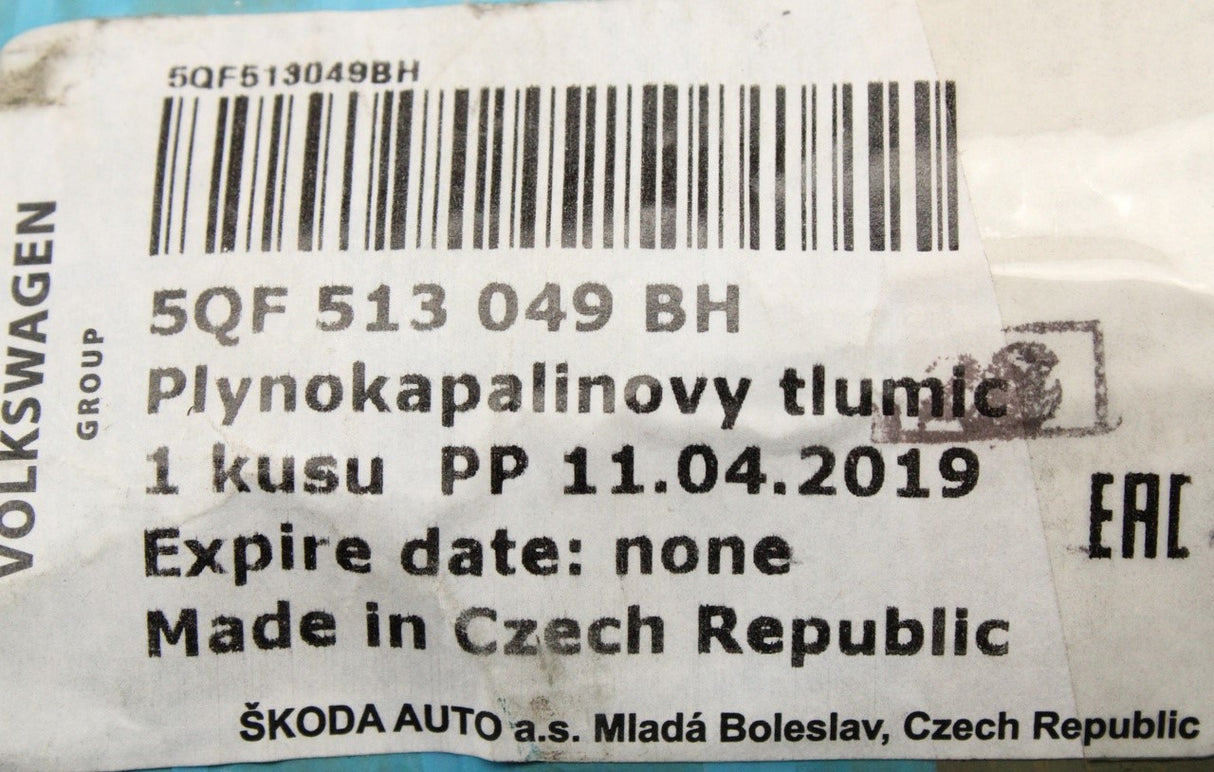 5QF513049BH
5QF 513 049 BH
Plynokapalinovy tlumic
1 kusu PP 11.04.2019
Expire date: none
Made in Czech Republic
ŠKODA AUTO a.s. Mladá Boleslav, Czech Republic
VOLKSWAGEN
GROUP
EAC